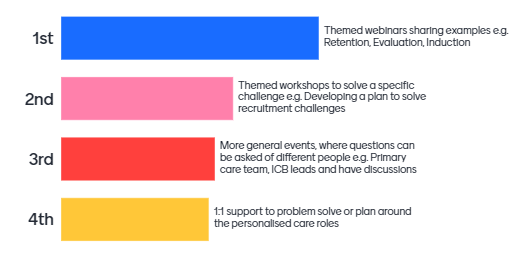 1st
Themed webinars sharing examples e.g.
Retention, Evaluation, Induction
2nd
Themed workshops to solve a specific
challenge e.g. Developing a plan to solve
recruitment challenges
3rd
More general events, where questions can
be asked of different people e.g. Primary
care team, ICB leads and have discussions
4th
1:1 support to problem solve or plan around
the personalised care roles